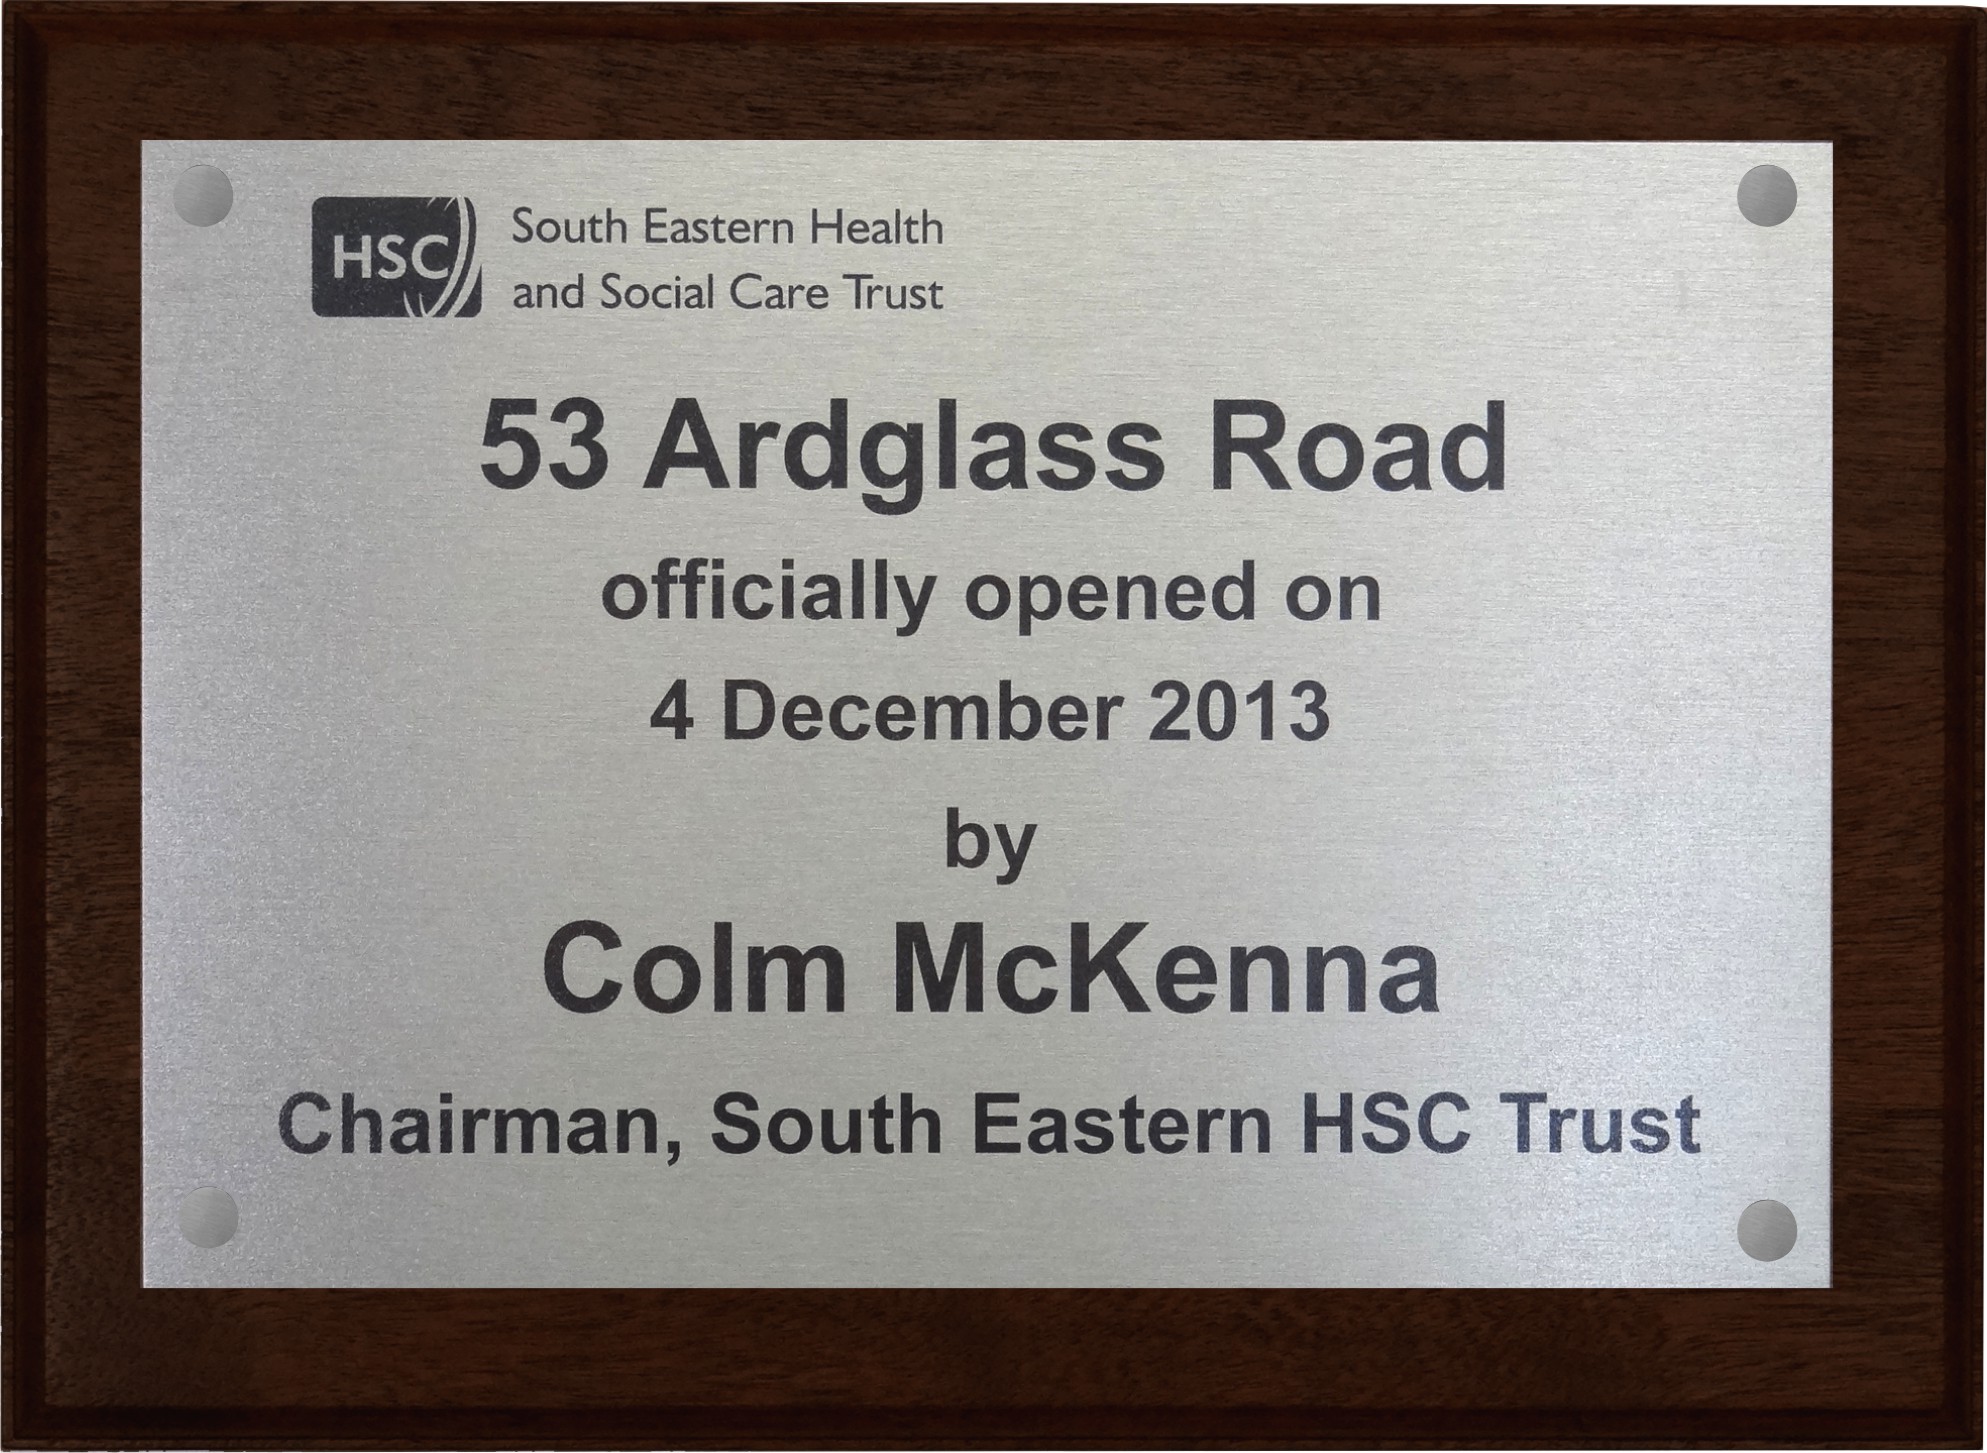 HSC
South Eastern Health
and Social Care Trust
53 Ardglass Road
officially opened on
4 December 2013
by
Colm McKenna
Chairman, South Eastern HSC Trust